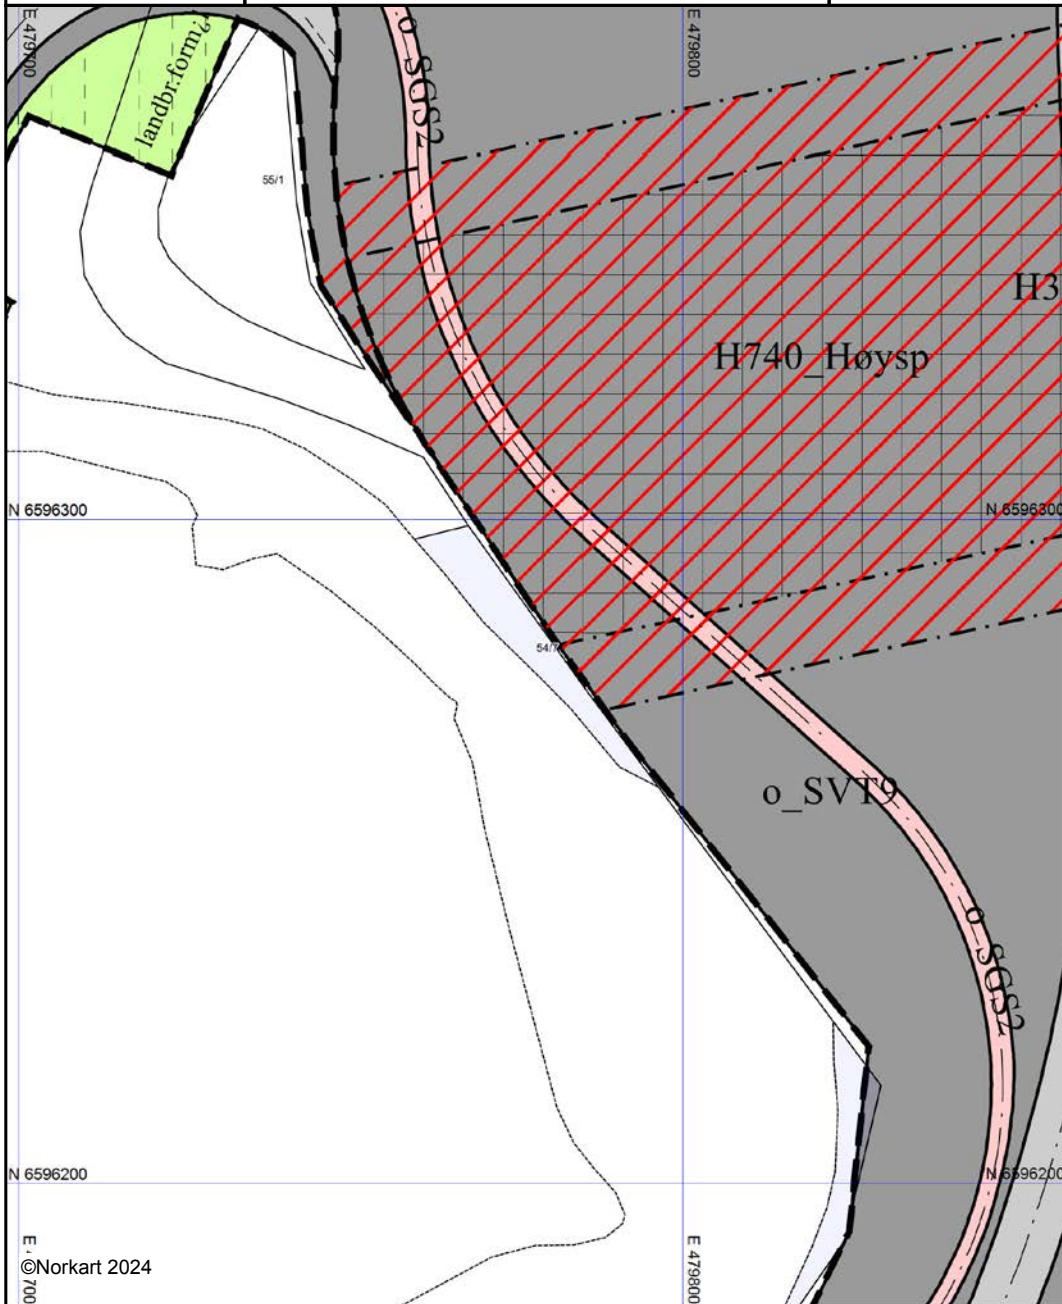 E 479700
E 479800
o_SGS2
landbr.formå
55/1
H3
H740_Høysp
N 6596300
N 6596300
54/7
o_SVT9
o_SGS2
N 6596200
N 6596200
E 479800
©Norkart 2024